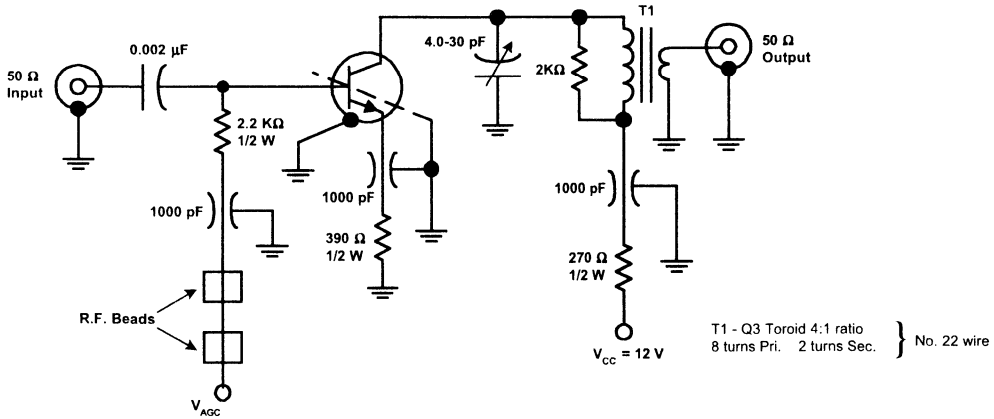 T1
0.002 µF
4.0-30 pF
50 Ω
Output
50 Ω
Input
2KΩ
2.2 KΩ
1/2 W
1000 pF
1000 pF
1000 pF
390 Ω
1/2 W
270 Ω
1/2 W
R.F. Beads
T1 - Q3 Toroid 4:1 ratio
8 turns Pri. 2 turns Sec.
No. 22 wire
VCC = 12 V
VAGC